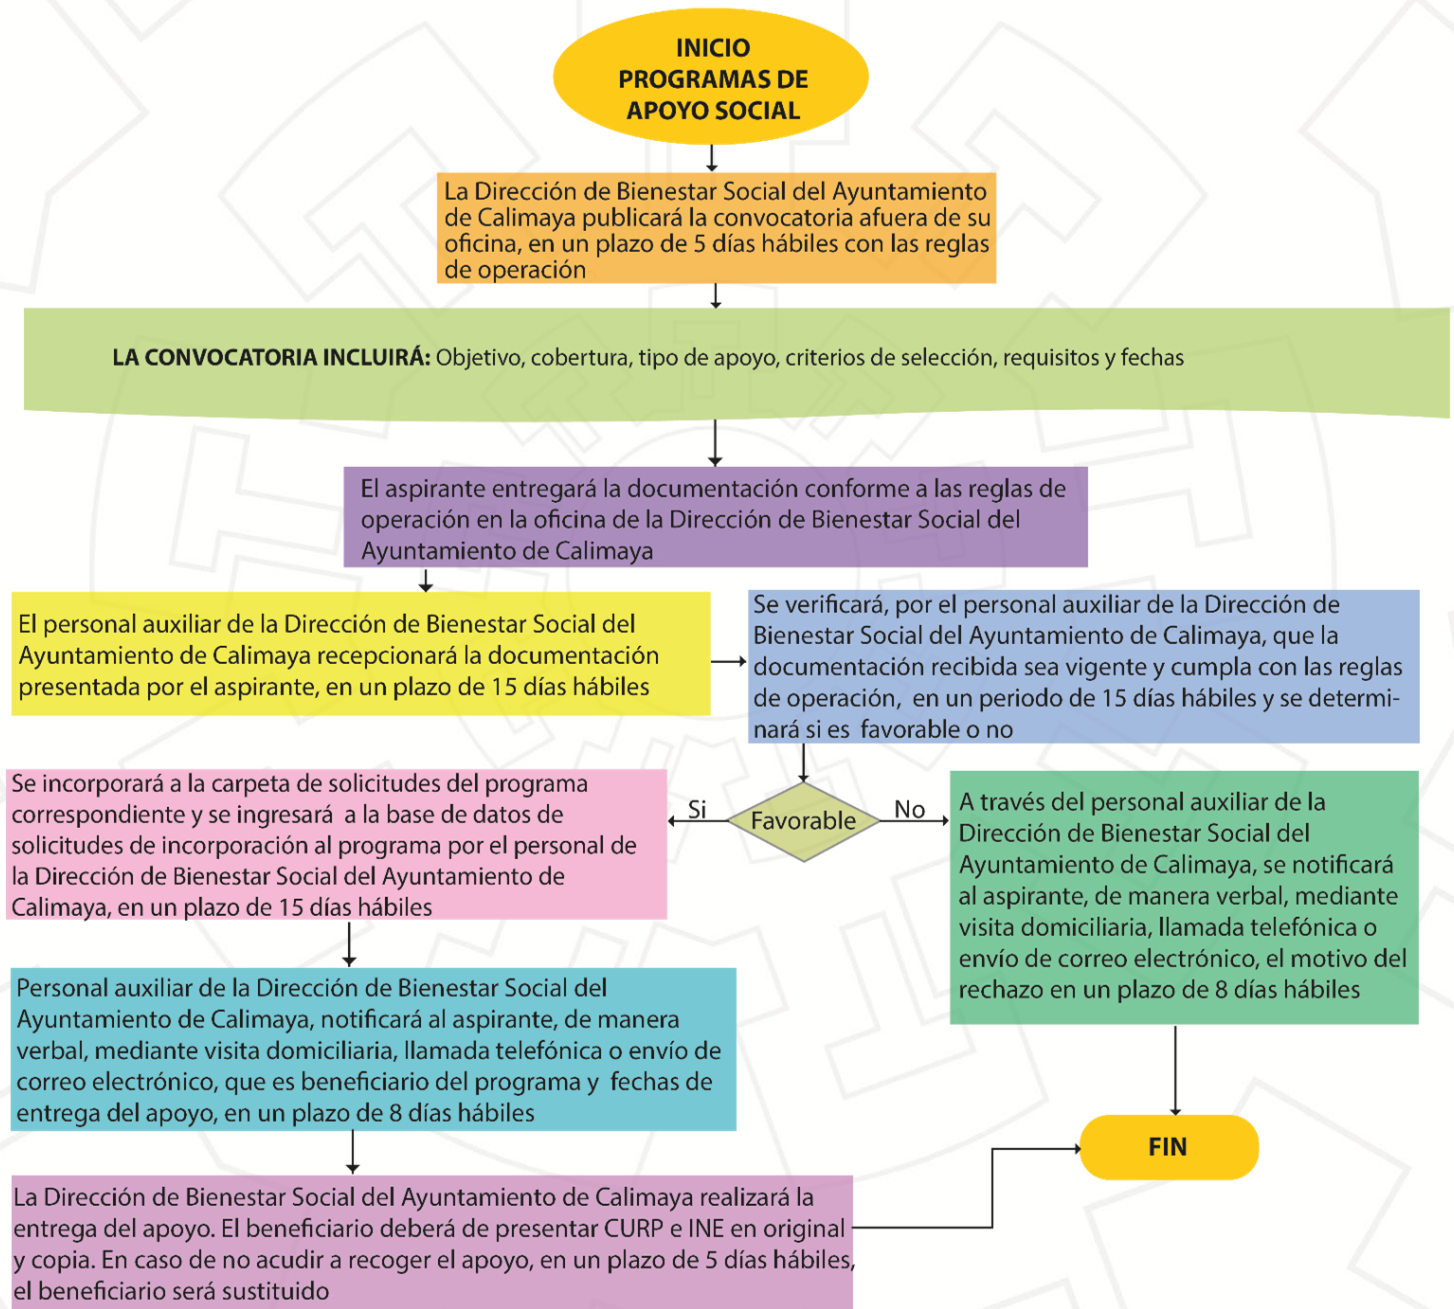 INICIO
PROGRAMAS DE
APOYO SOCIAL
La Dirección de Bienestar Social del Ayuntamiento
de Calimaya publicará la convocatoria afuera de su
oficina, en un plazo de 5 días hábiles con las reglas
de operación
LA CONVOCATORIA INCLUIRÁ: Objetivo, cobertura, tipo de apoyo, criterios de selección, requisitos y fechas
El aspirante entregará la documentación conforme a las reglas de
operación en la oficina de la Dirección de Bienestar Social del
Ayuntamiento de Calimaya
El personal auxiliar de la Dirección de Bienestar Social del
Ayuntamiento de Calimaya recepcionará la documentación
presentada por el aspirante, en un plazo de 15 días hábiles
Se verificará, por el personal auxiliar de la Dirección de
Bienestar Social del Ayuntamiento de Calimaya, que la
documentación recibida sea vigente y cumpla con las reglas
de operación, en un periodo de 15 días hábiles y se determi-
nará si es favorable o no
Si
Favorable
No
Se incorporará a la carpeta de solicitudes del programa
correspondiente y se ingresará a la base de datos de
solicitudes de incorporación al programa por el personal de
la Dirección de Bienestar Social del Ayuntamiento de
Calimaya, en un plazo de 15 días hábiles
A través del personal auxiliar de la
Dirección de Bienestar Social del
Ayuntamiento de Calimaya, se notificará
al aspirante, de manera verbal, mediante
visita domiciliaria, llamada telefónica o
envío de correo electrónico, el motivo del
rechazo en un plazo de 8 días hábiles
Personal auxiliar de la Dirección de Bienestar Social del
Ayuntamiento de Calimaya, notificará al aspirante, de manera
verbal, mediante visita domiciliaria, llamada telefónica o envío de
correo electrónico, que es beneficiario del programa y fechas de
entrega del apoyo, en un plazo de 8 días hábiles
La Dirección de Bienestar Social del Ayuntamiento de Calimaya realizará la
entrega del apoyo. El beneficiario deberá de presentar CURP e INE en original
y copia. En caso de no acudir a recoger el apoyo, en un plazo de 5 días hábiles,
el beneficiario será sustituido
FIN